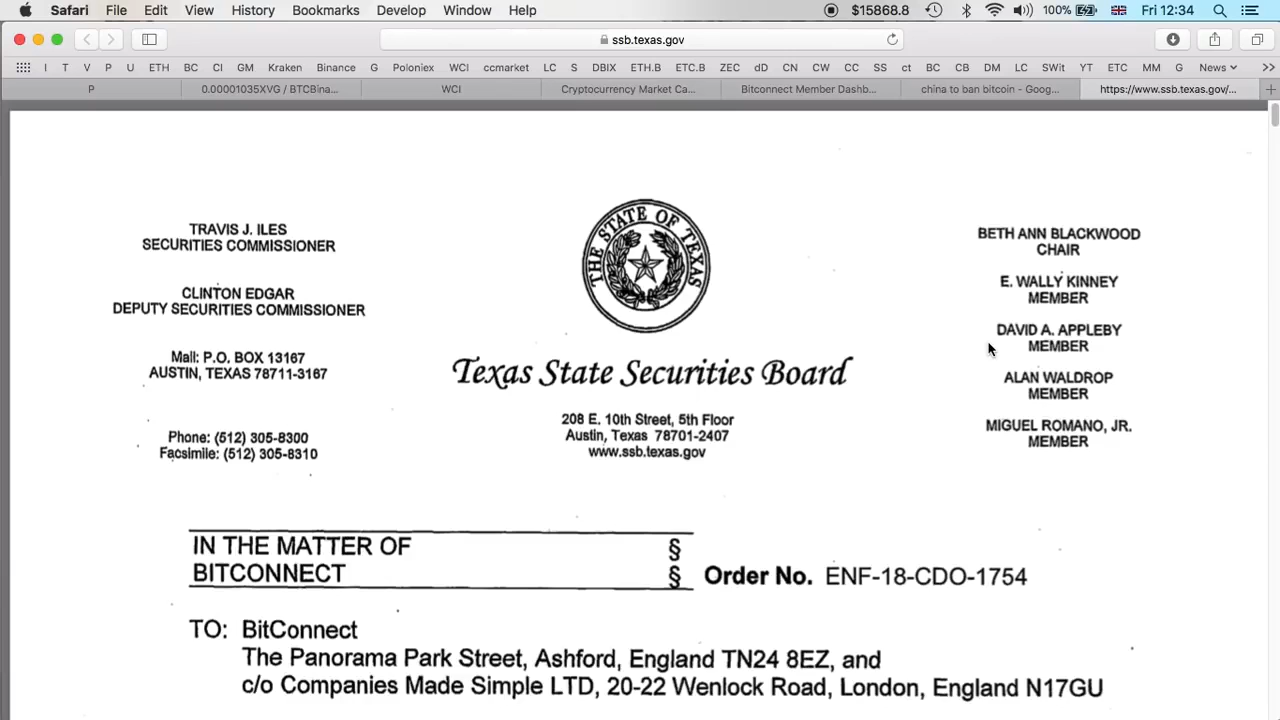 Safari File Edit View History Bookmarks Develop Window Help $15868.8 100% Fri 12:34
ssb.texas.gov
I T V P U ETH BC CI GM Kraken Binance G Poloniex WCI ccmarket LC S DBIX ETH.B ETC.B ZEC dD CN CW CC SS ct BC CB DM LC SWit YT ETC MM G News
P 0.00001035XVG / BTCBina... WCI Cryptocurrency Market Ca... Bitconnect Member Dashb... china to ban bitcoin - Goog... https://www.ssb.texas.gov/...
TRAVIS J. ILES
SECURITIES COMMISSIONER
CLINTON EDGAR
DEPUTY SECURITIES COMMISSIONER
Mail: P.O. BOX 13167
AUSTIN, TEXAS 78711-3167
Phone: (512) 305-8300
Facsimile: (512) 305-8310
THE STATE OF TEXAS
Texas State Securities Board
208 E. 10th Street, 5th Floor
Austin, Texas 78701-2407
www.ssb.texas.gov
BETH ANN BLACKWOOD
CHAIR
E. WALLY KINNEY
MEMBER
DAVID A. APPLEBY
MEMBER
ALAN WALDROP
MEMBER
MIGUEL ROMANO, JR.
MEMBER
IN THE MATTER OF §
BITCONNECT § Order No. ENF-18-CDO-1754
TO: BitConnect
The Panorama Park Street, Ashford, England TN24 8EZ, and
c/o Companies Made Simple LTD, 20-22 Wenlock Road, London, England N17GU